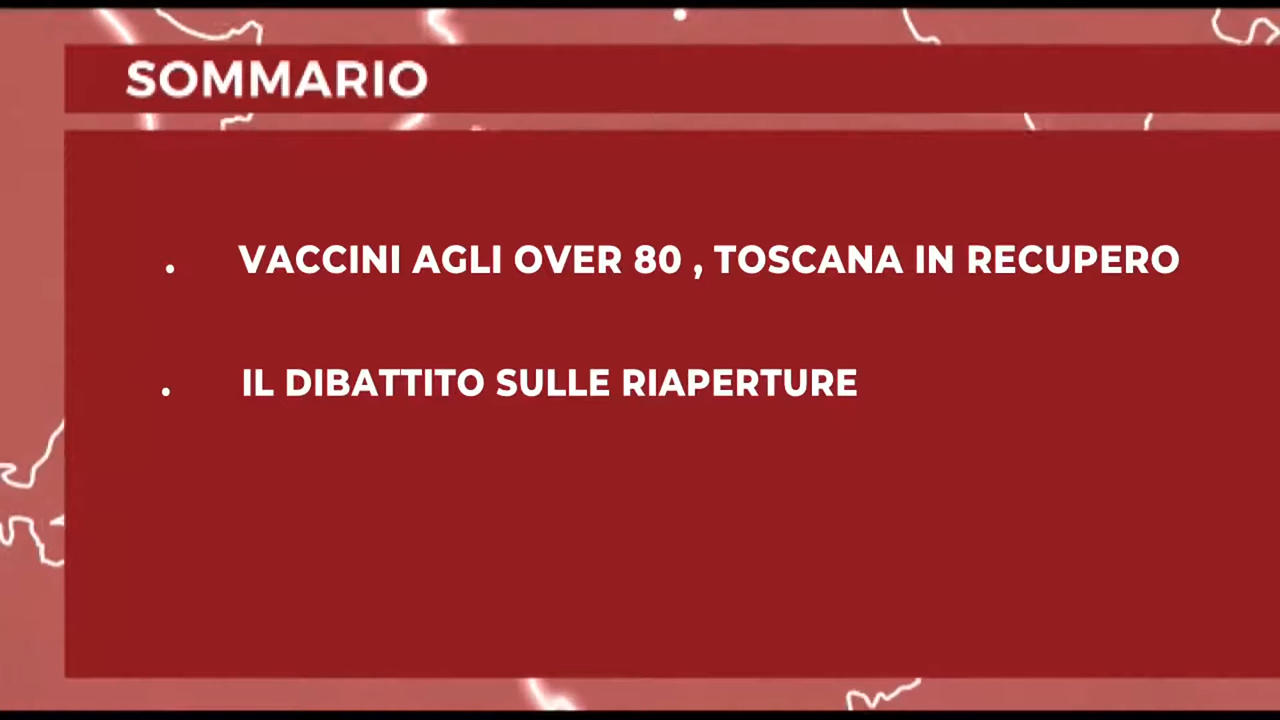 SOMMARIO
. VACCINI AGLI OVER 80 , TOSCANA IN RECUPERO
. IL DIBATTITO SULLE RIAPERTURE